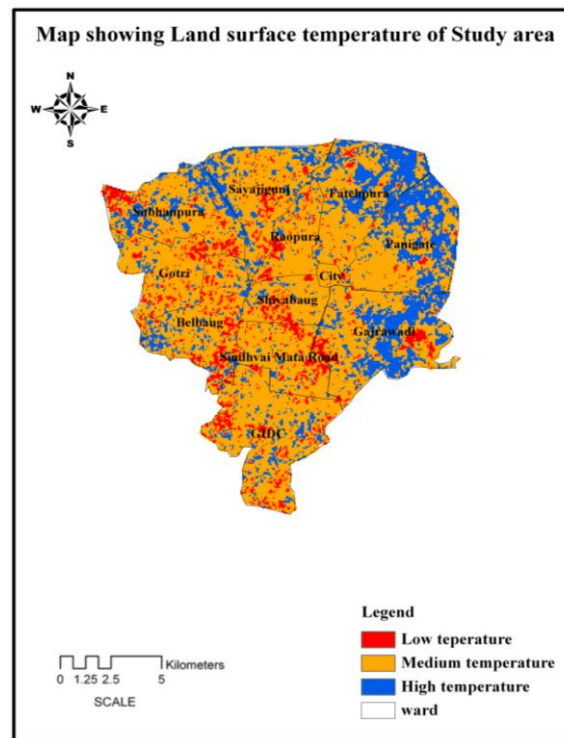 Map showing Land surface temperature of Study area
N
W E
S
Sayajigunj
Fatehpura
Subhanpura
Raopura
Panigate
Gotri
City
Shiyabaug
Belbaug
Gajrawadi
Sindhvai Mata Road
GIDC
Legend
Low teperature
Medium temperature
High temperature
ward
Kilometers
0 1.25 2.5 5
SCALE